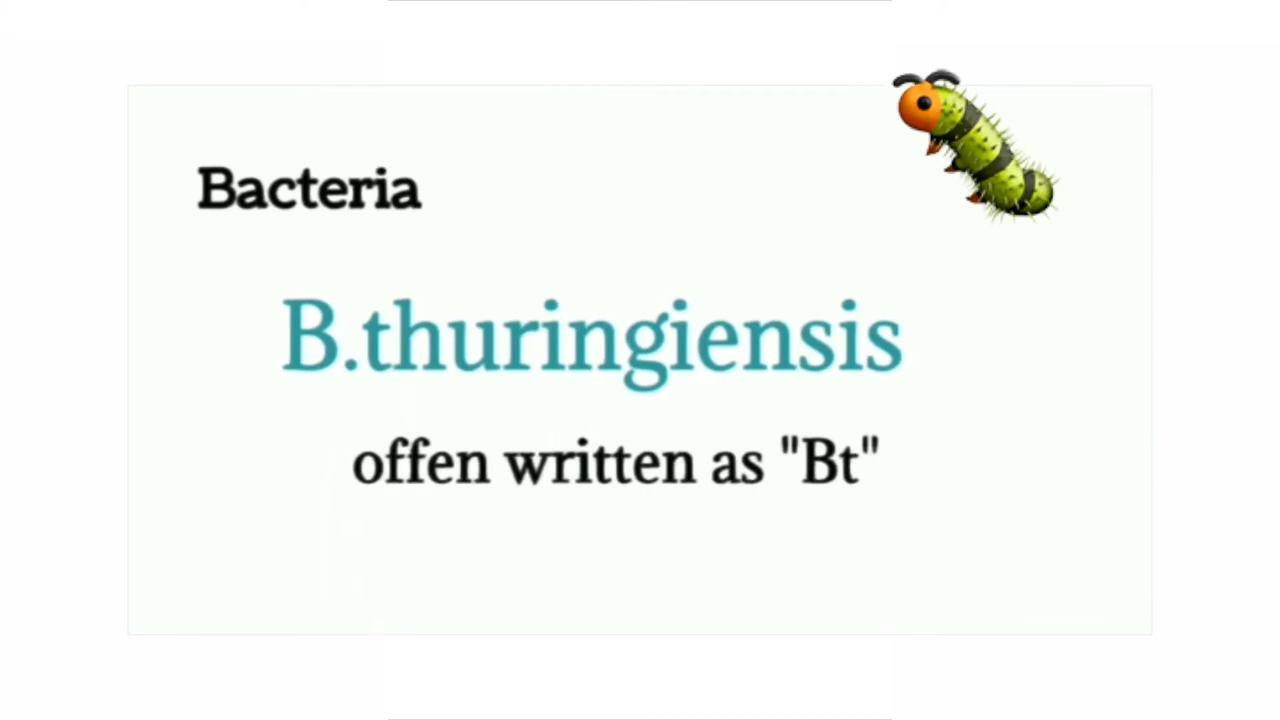 Bacteria
B.thuringiensis
offen written as "Bt"